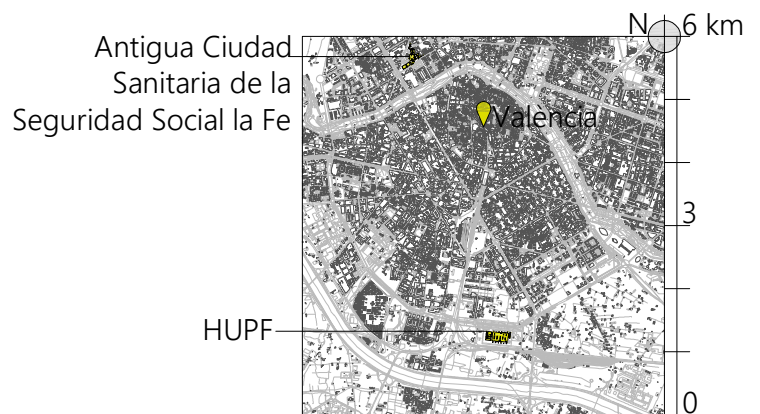 N 6 km
Antigua Ciudad
Sanitaria de la
Seguridad Social la Fe
València
3
HUPF
0